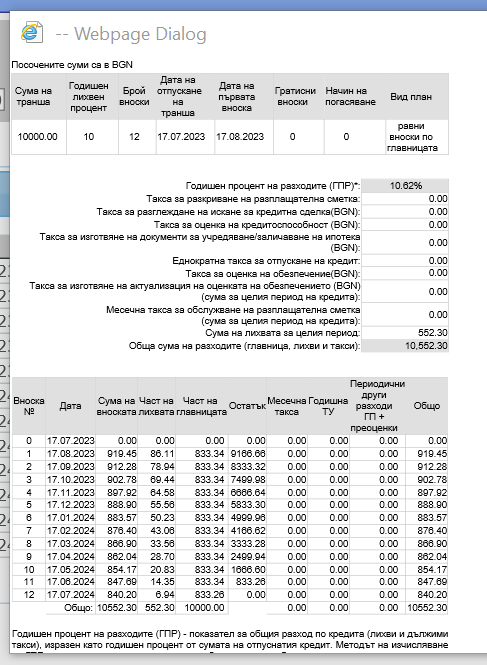 -- Webpage Dialog
Посочените суми са в BGN
Сума на транша Годишен лихвен процент Брой вноски Дата на отпускане на транша Дата на първата вноска Гратисни вноски Начин на погасяване Вид план
10000.00 10 12 17.07.2023 17.08.2023 0 0 равни вноски по главницата
Годишен процент на разходите (ГПР)*: 10.62%
Такса за разкриване на разплащателна сметка: 0.00
Такса за разглеждане на искане за кредитна сделка(BGN): 0.00
Такса за оценка на кредитоспособност (BGN): 0.00
Такса за изготвяне на документи за учредяване/заличаване на ипотека (BGN): 0.00
Еднократна такса за отпускане на кредит: 0.00
Такса за оценка на обезпечение(BGN): 0.00
Такса за изготвяне на актуализация на оценката на обезпечението (BGN) (сума за целия период на кредита): 0.00
Месечна такса за обслужване на разплащателна сметка (сума за целия период на кредита): 0.00
Сума на лихвата за целия период: 552.30
Обща сума на разходите (главница, лихви и такси): 10,552.30
Вноска № Дата Сума на вноската Част на лихвата Част на главницата Остатък Месечна такса Годишна ТУ Периодични други разходи ГП + преоценки Общо
0 17.07.2023 0.00 0.00 0.00 0.00 0.00 0.00 0.00 0.00
1 17.08.2023 919.45 86.11 833.34 9166.66 0.00 0.00 0.00 919.45
2 17.09.2023 912.28 78.94 833.34 8333.32 0.00 0.00 0.00 912.28
3 17.10.2023 902.78 69.44 833.34 7499.98 0.00 0.00 0.00 902.78
4 17.11.2023 897.92 64.58 833.34 6666.64 0.00 0.00 0.00 897.92
5 17.12.2023 888.90 55.56 833.34 5833.30 0.00 0.00 0.00 888.90
6 17.01.2024 883.57 50.23 833.34 4999.96 0.00 0.00 0.00 883.57
7 17.02.2024 876.40 43.06 833.34 4166.62 0.00 0.00 0.00 876.40
8 17.03.2024 866.90 33.56 833.34 3333.28 0.00 0.00 0.00 866.90
9 17.04.2024 862.04 28.70 833.34 2499.94 0.00 0.00 0.00 862.04
10 17.05.2024 854.17 20.83 833.34 1666.60 0.00 0.00 0.00 854.17
11 17.06.2024 847.69 14.35 833.34 833.26 0.00 0.00 0.00 847.69
12 17.07.2024 840.20 6.94 833.26 0.00 0.00 0.00 0.00 840.20
Общо: 10552.30 552.30 10000.00 0.00 0.00 0.00 10552.30
Годишен процент на разходите (ГПР) - показател за общия разход по кредита (лихви и дължими
такси), изразен като годишен процент от сумата на отпуснатия кредит. Методът на изчисляване